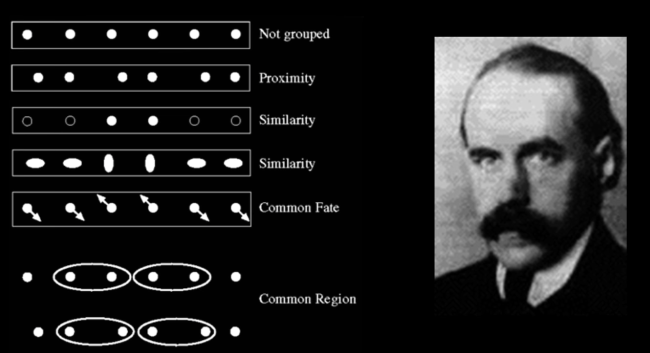 Not grouped
Proximity
Similarity
Similarity
Common Fate
Common Region